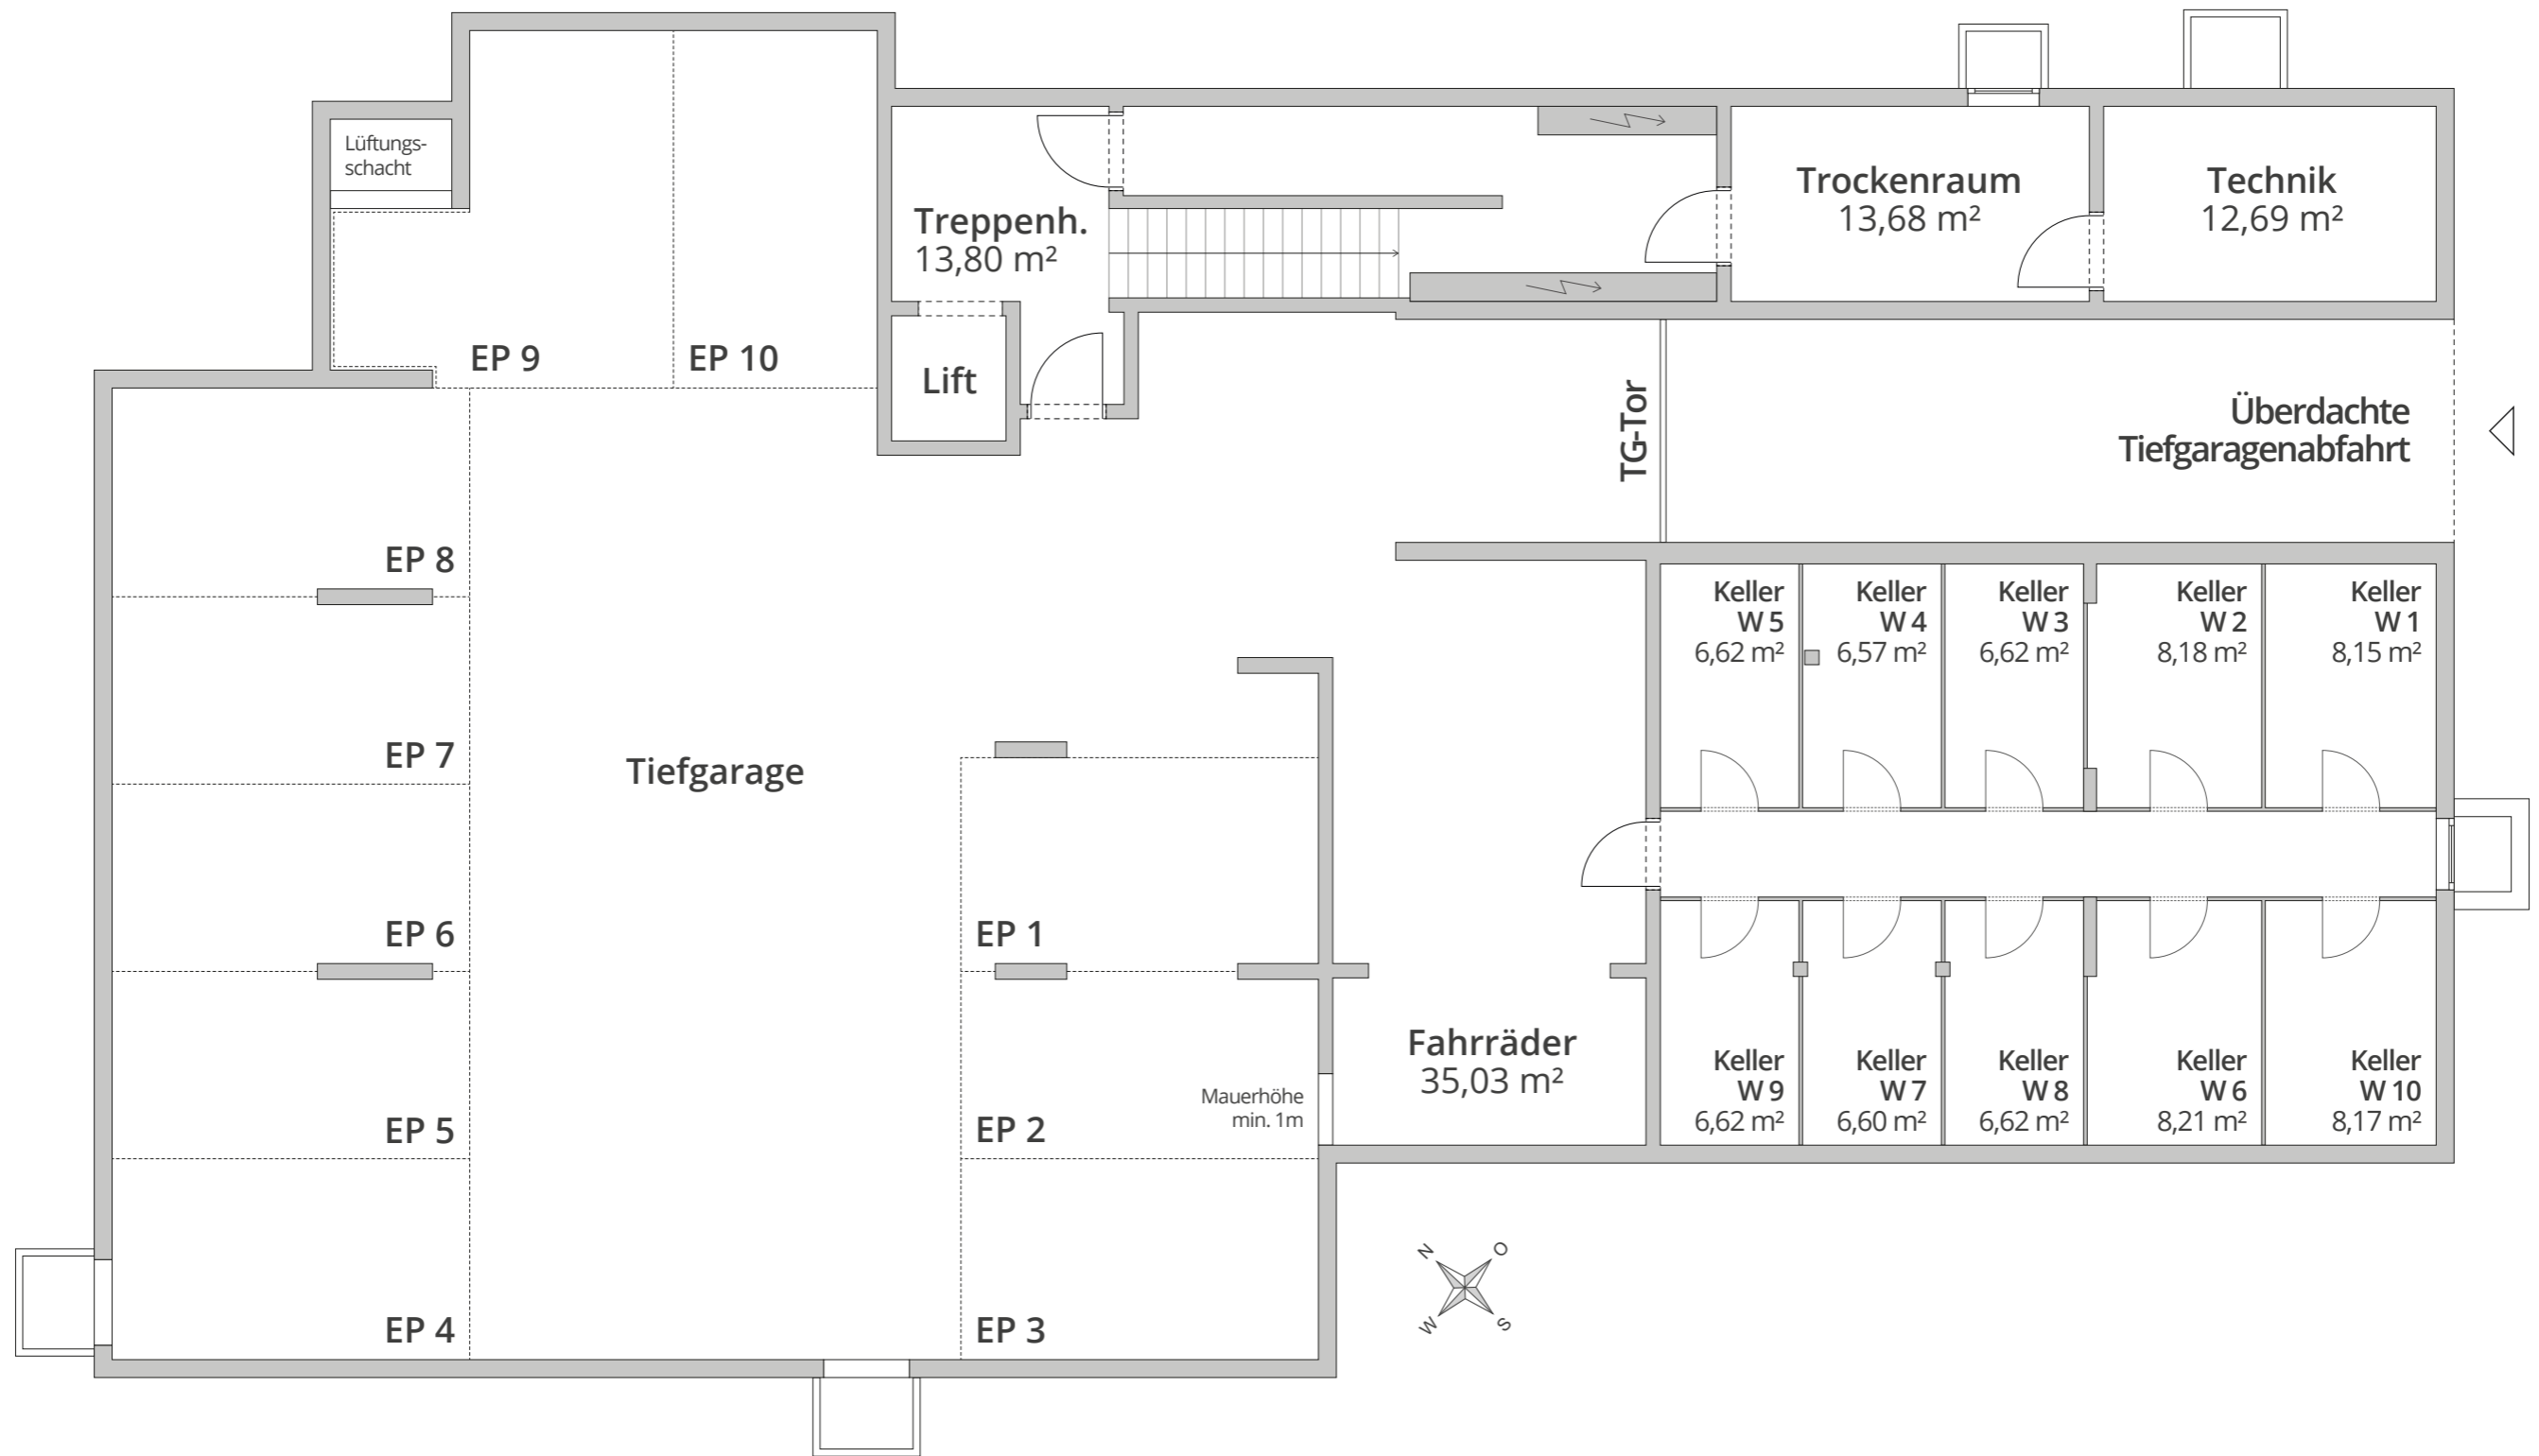 Lüftungs-
schacht
Treppenh.
13,80 m²
Trockenraum
13,68 m²
Technik
12,69 m²
EP 9
EP 10
Lift
TG-Tor
Überdachte
Tiefgaragenabfahrt
EP 8
EP 7
EP 6
EP 5
EP 4
Tiefgarage
EP 1
EP 2
EP 3
Mauerhöhe
min. 1m
Fahrräder
35,03 m²
Keller
W 5
6,62 m²
Keller
W 4
6,57 m²
Keller
W 3
6,62 m²
Keller
W 2
8,18 m²
Keller
W 1
8,15 m²
Keller
W 9
6,62 m²
Keller
W 7
6,60 m²
Keller
W 8
6,62 m²
Keller
W 6
8,21 m²
Keller
W 10
8,17 m²
N
O
W
S